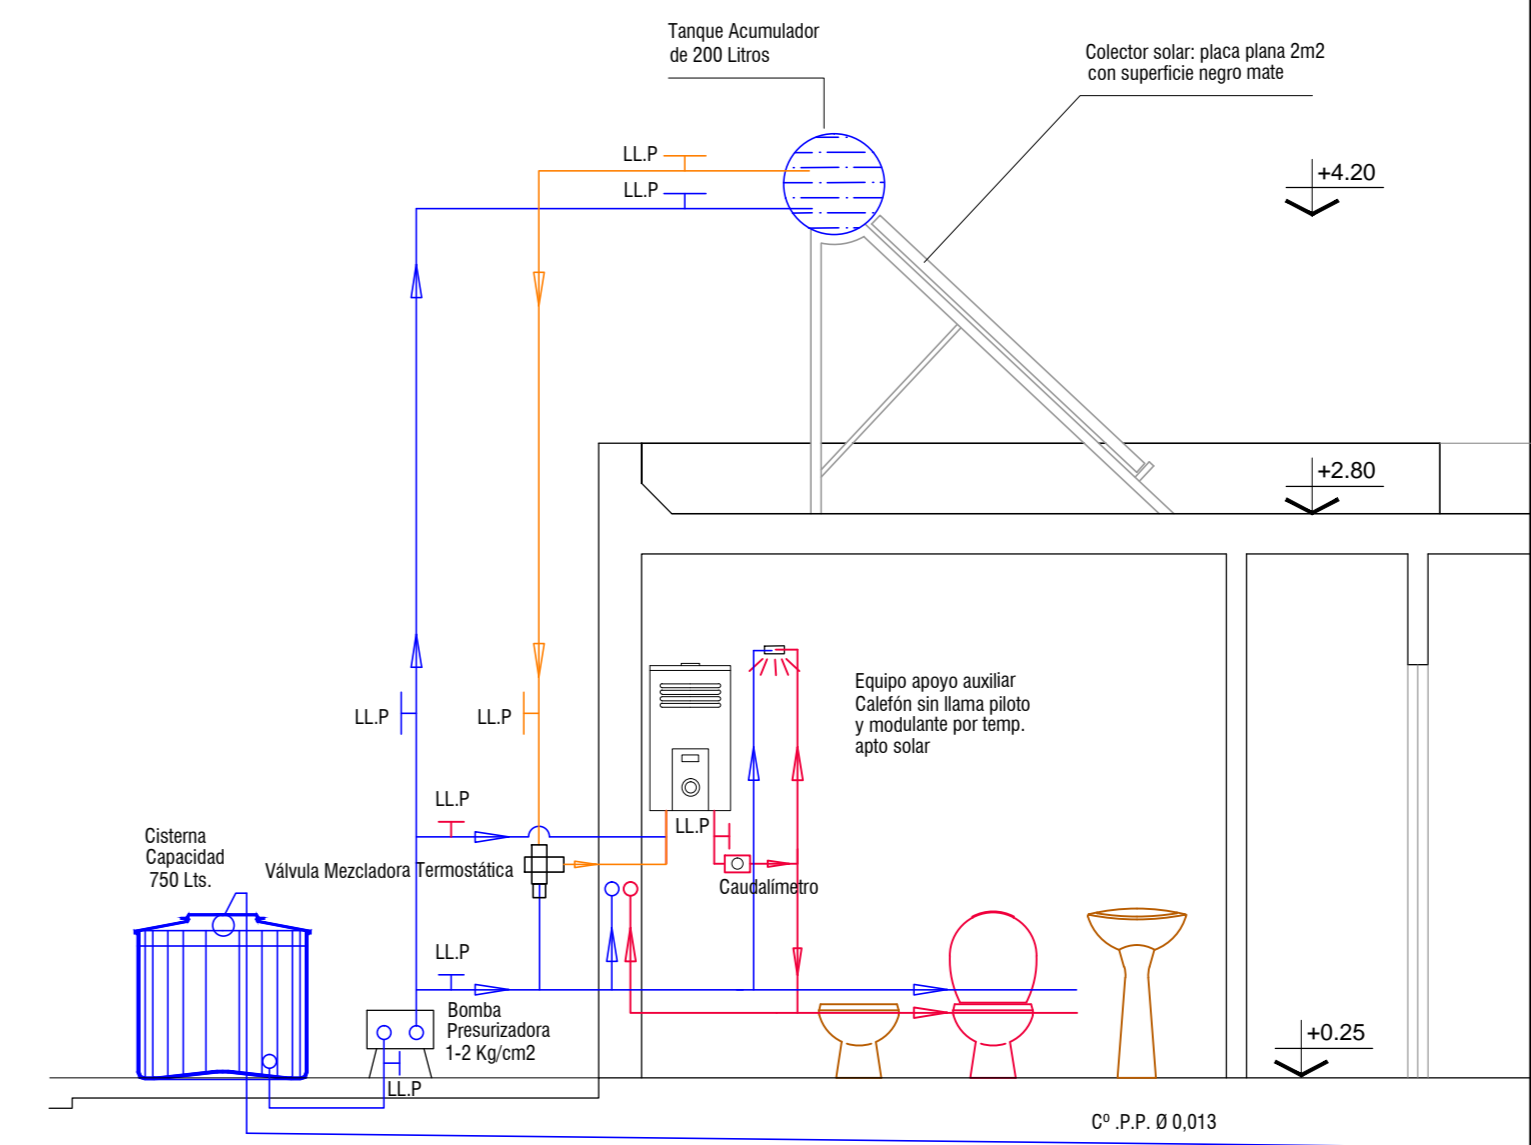 Tanque Acumulador
de 200 Litros
Colector solar: placa plana 2m2
con superficie negro mate
LL.P
LL.P
+4.20
+2.80
LL.P
LL.P
Equipo apoyo auxiliar
Calefón sin llama piloto
y modulante por temp.
apto solar
LL.P
LL.P
Cisterna
Capacidad
750 Lts.
Válvula Mezcladora Termostática
Caudalímetro
LL.P
Bomba
Presurizadora
1-2 Kg/cm2
LL.P
+0.25
Cº .P.P. Ø 0,013